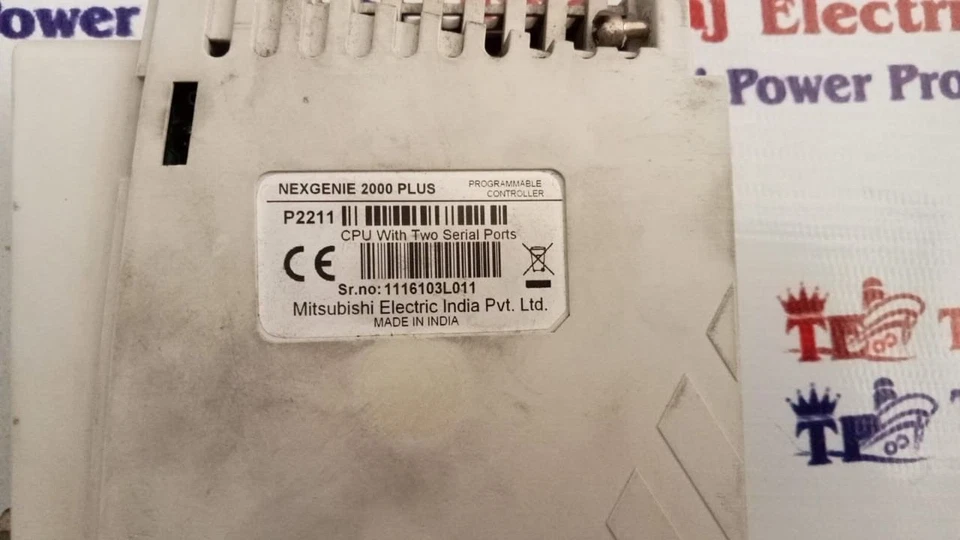 ower
j Electri
Power Pro
NEXGENIE 2000 PLUS
PROGRAMMABLE
CONTROLLER
P2211
CPU With Two Serial Ports
CE
Sr.no: 1116103L011
Mitsubishi Electric India Pvt. Ltd.
MADE IN INDIA